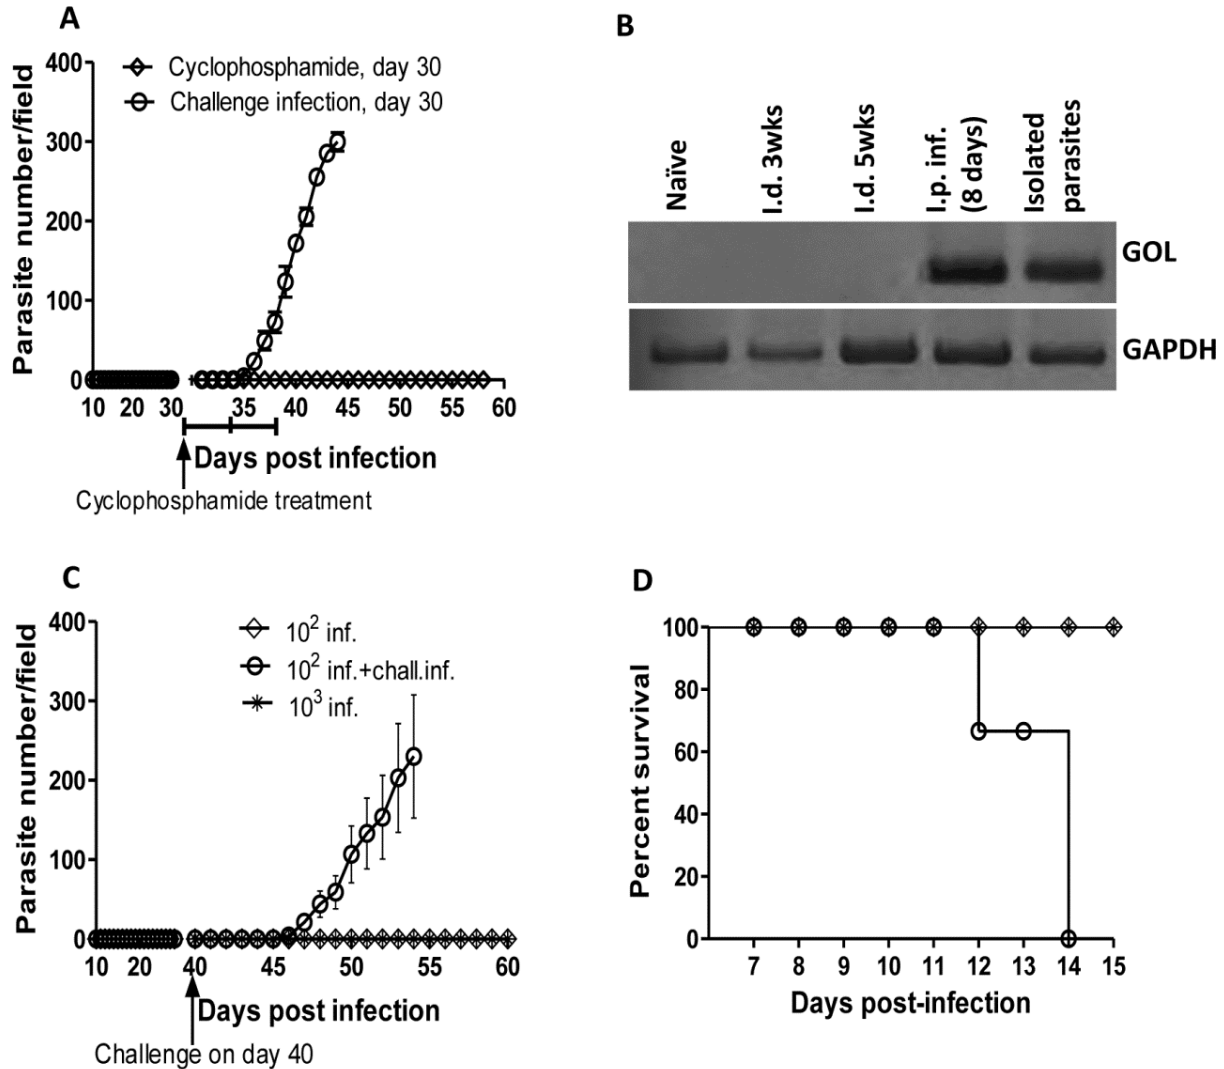 A
Parasite number/field
400
300
200
100
0
Cyclophosphamide, day 30
Challenge infection, day 30
10 20 30 35 40 45 50 55 60
Days post infection
Cyclophosphamide treatment
B
Naïve
I.d. 3wks
I.d. 5wks
I.p. inf.
(8 days)
Isolated
parasites
GOL
GAPDH
C
Parasite number/field
400
300
200
100
0
10² inf.
10² inf.+chall.inf.
10³ inf.
10 20 40 45 50 55 60
Days post infection
Challenge on day 40
D
Percent survival
100
80
60
40
20
0
7 8 9 10 11 12 13 14 15
Days post-infection